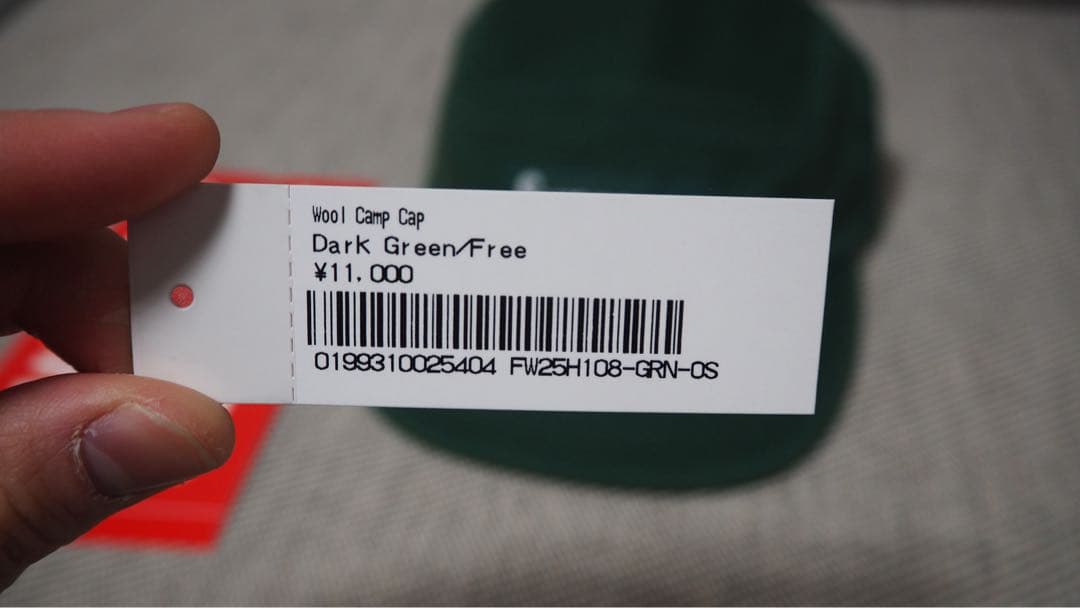 Wool Camp Cap
Dark Green/Free
¥11,000
0199310025404 FW25H108-GRN-OS